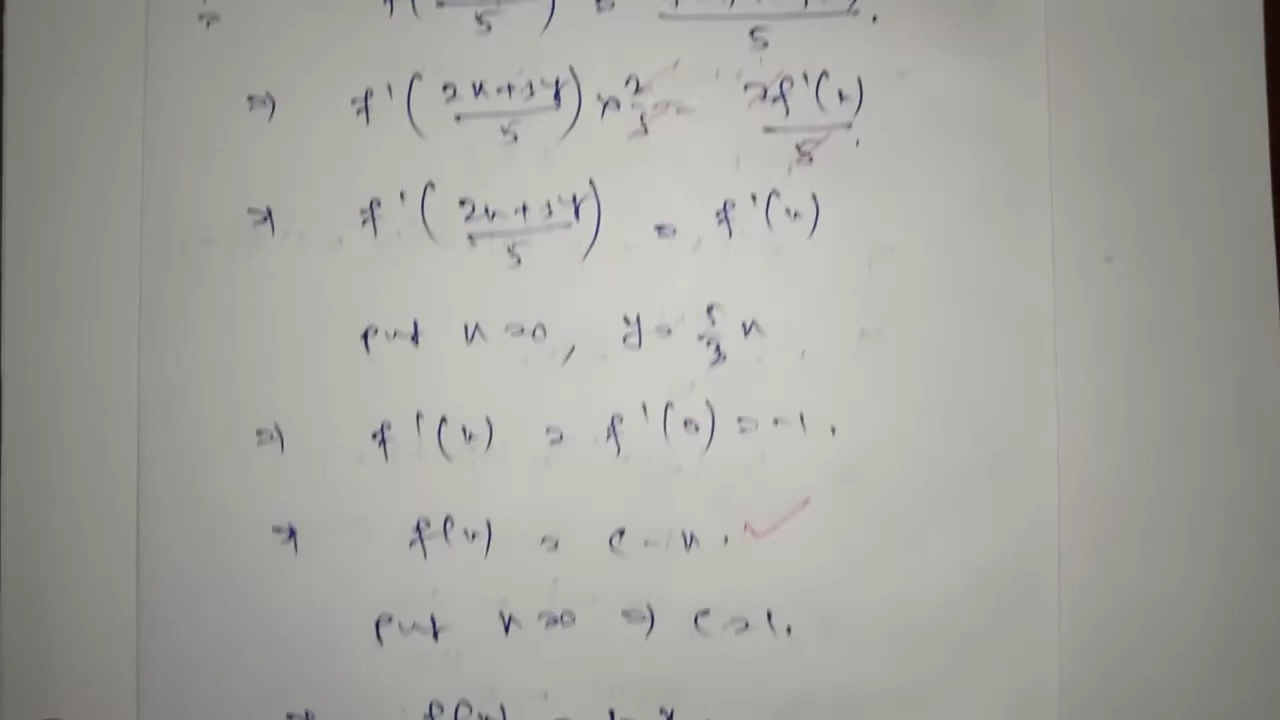 ⇒ f'((2x+3y)/5) × 2/5 = 2f'(x)/5.
⇒ f'((2x+3y)/5) = f'(x)
put x=0, y = 5/3 x
⇒ f'(x) = f'(0) = -1.
⇒ f(x) = c - x.
put x=0 ⇒ c=1.